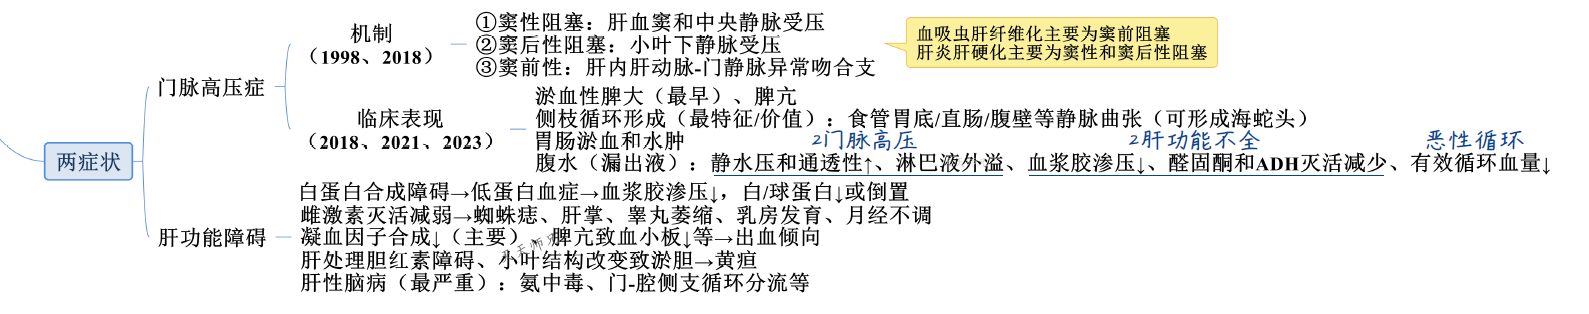 两症状
门脉高压症
机制
（1998、2018）
①窦性阻塞：肝血窦和中央静脉受压
②窦后性阻塞：小叶下静脉受压
③窦前性：肝内肝动脉-门静脉异常吻合支
血吸虫肝纤维化主要为窦前阻塞
肝炎肝硬化主要为窦性和窦后性阻塞
临床表现
（2018、2021、2023）
淤血性脾大（最早）、脾亢
侧枝循环形成（最特征/价值）：食管胃底/直肠/腹壁等静脉曲张（可形成海蛇头）
胃肠淤血和水肿
2门脉高压
2肝功能不全
恶性循环
腹水（漏出液）：静水压和通透性↑、淋巴液外溢、血浆胶渗压↓、醛固酮和ADH灭活减少、有效循环血量↓
肝功能障碍
白蛋白合成障碍→低蛋白血症→血浆胶渗压↓，白/球蛋白↓或倒置
雌激素灭活减弱→蜘蛛痣、肝掌、睾丸萎缩、乳房发育、月经不调
凝血因子合成↓（主要）、脾亢致血小板↓等→出血倾向
肝处理胆红素障碍、小叶结构改变致淤胆→黄疸
肝性脑病（最严重）：氨中毒、门-腔侧支循环分流等